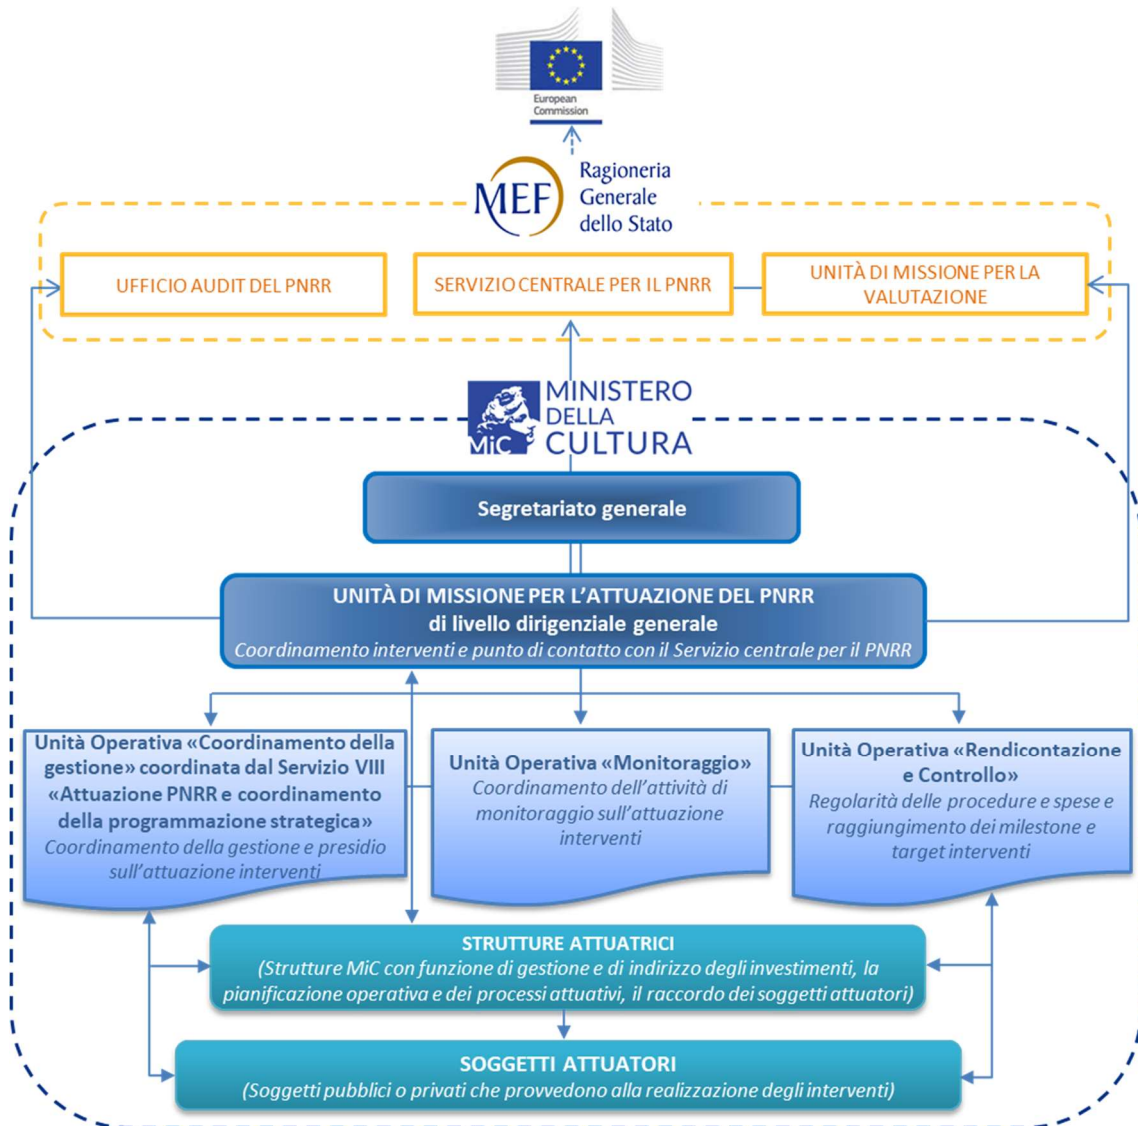 European
Commission
MEF
Ragioneria
Generale
dello Stato
UFFICIO AUDIT DEL PNRR
SERVIZIO CENTRALE PER IL PNRR
UNITÀ DI MISSIONE PER LA
VALUTAZIONE
MiC
MINISTERO
DELLA
CULTURA
Segretariato generale
UNITÀ DI MISSIONE PER L’ATTUAZIONE DEL PNRR
di livello dirigenziale generale
Coordinamento interventi e punto di contatto con il Servizio centrale per il PNRR
Unità Operativa «Coordinamento della
gestione» coordinata dal Servizio VIII
«Attuazione PNRR e coordinamento
della programmazione strategica»
Coordinamento della gestione e presidio
sull’attuazione interventi
Unità Operativa «Monitoraggio»
Coordinamento dell’attività di
monitoraggio sull’attuazione
interventi
Unità Operativa «Rendicontazione
e Controllo»
Regolarità delle procedure e spese e
raggiungimento dei milestone e
target interventi
STRUTTURE ATTUATRICI
(Strutture MiC con funzione di gestione e di indirizzo degli investimenti, la
pianificazione operativa e dei processi attuativi, il raccordo dei soggetti attuatori)
SOGGETTI ATTUATORI
(Soggetti pubblici o privati che provvedono alla realizzazione degli interventi)